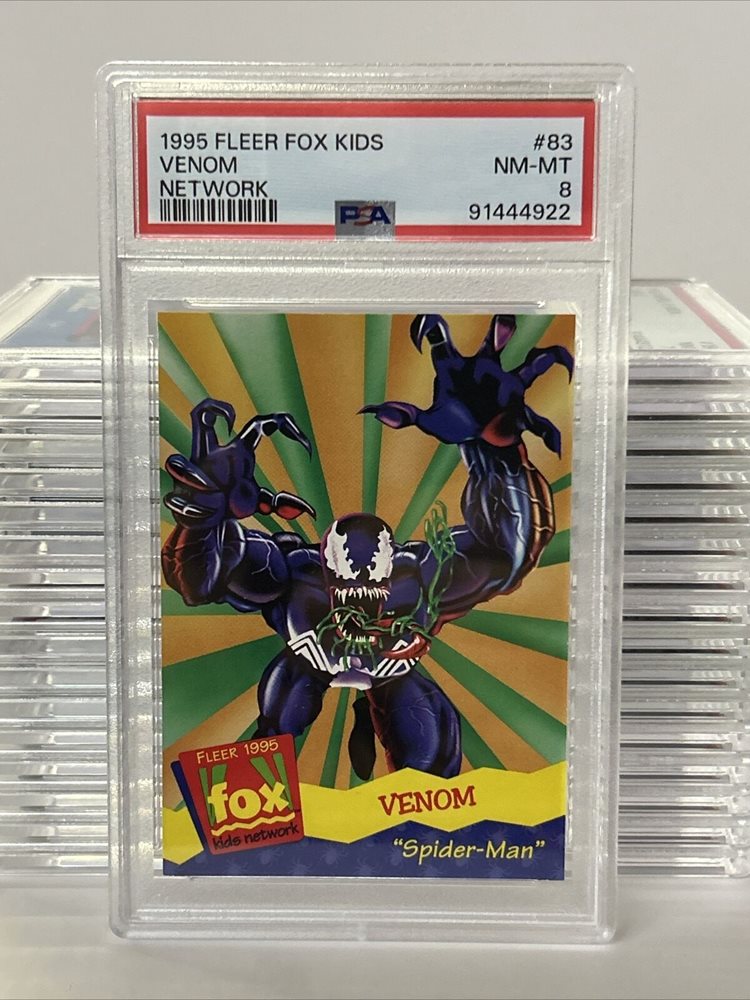 1995 FLEER FOX KIDS #83
VENOM NM-MT
NETWORK 8
PSA 91444922
FLEER 1995
fox
kids network
VENOM
"Spider-Man"